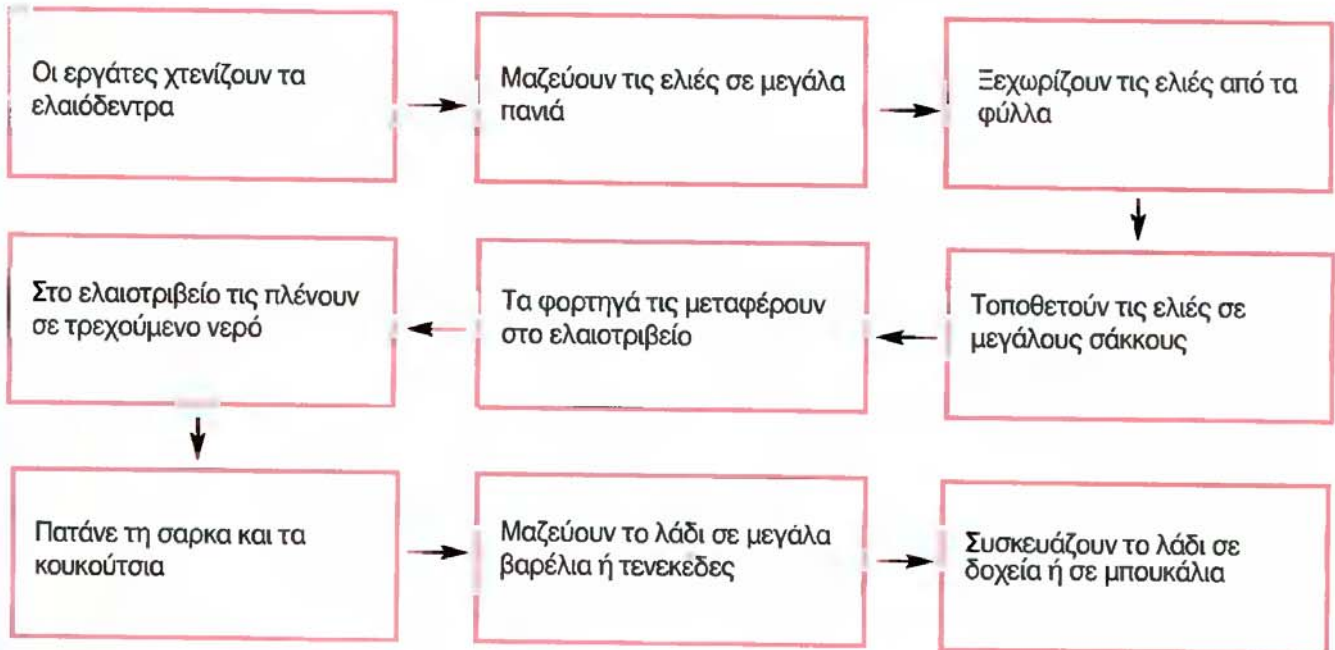 Οι εργάτες χτενίζουν τα
ελαιόδεντρα
Μαζεύουν τις ελιές σε μεγάλα
πανιά
Ξεχωρίζουν τις ελιές από τα
φύλλα
Τοποθετούν τις ελιές σε
μεγάλους σάκκους
Τα φορτηγά τις μεταφέρουν
στο ελαιοτριβείο
Στο ελαιοτριβείο τις πλένουν
σε τρεχούμενο νερό
Πατάνε τη σαρκα και τα
κουκούτσια
Μαζεύουν το λάδι σε μεγάλα
βαρέλια ή τενεκεδες
Συσκευάζουν το λάδι σε
δοχεία ή σε μπουκάλια